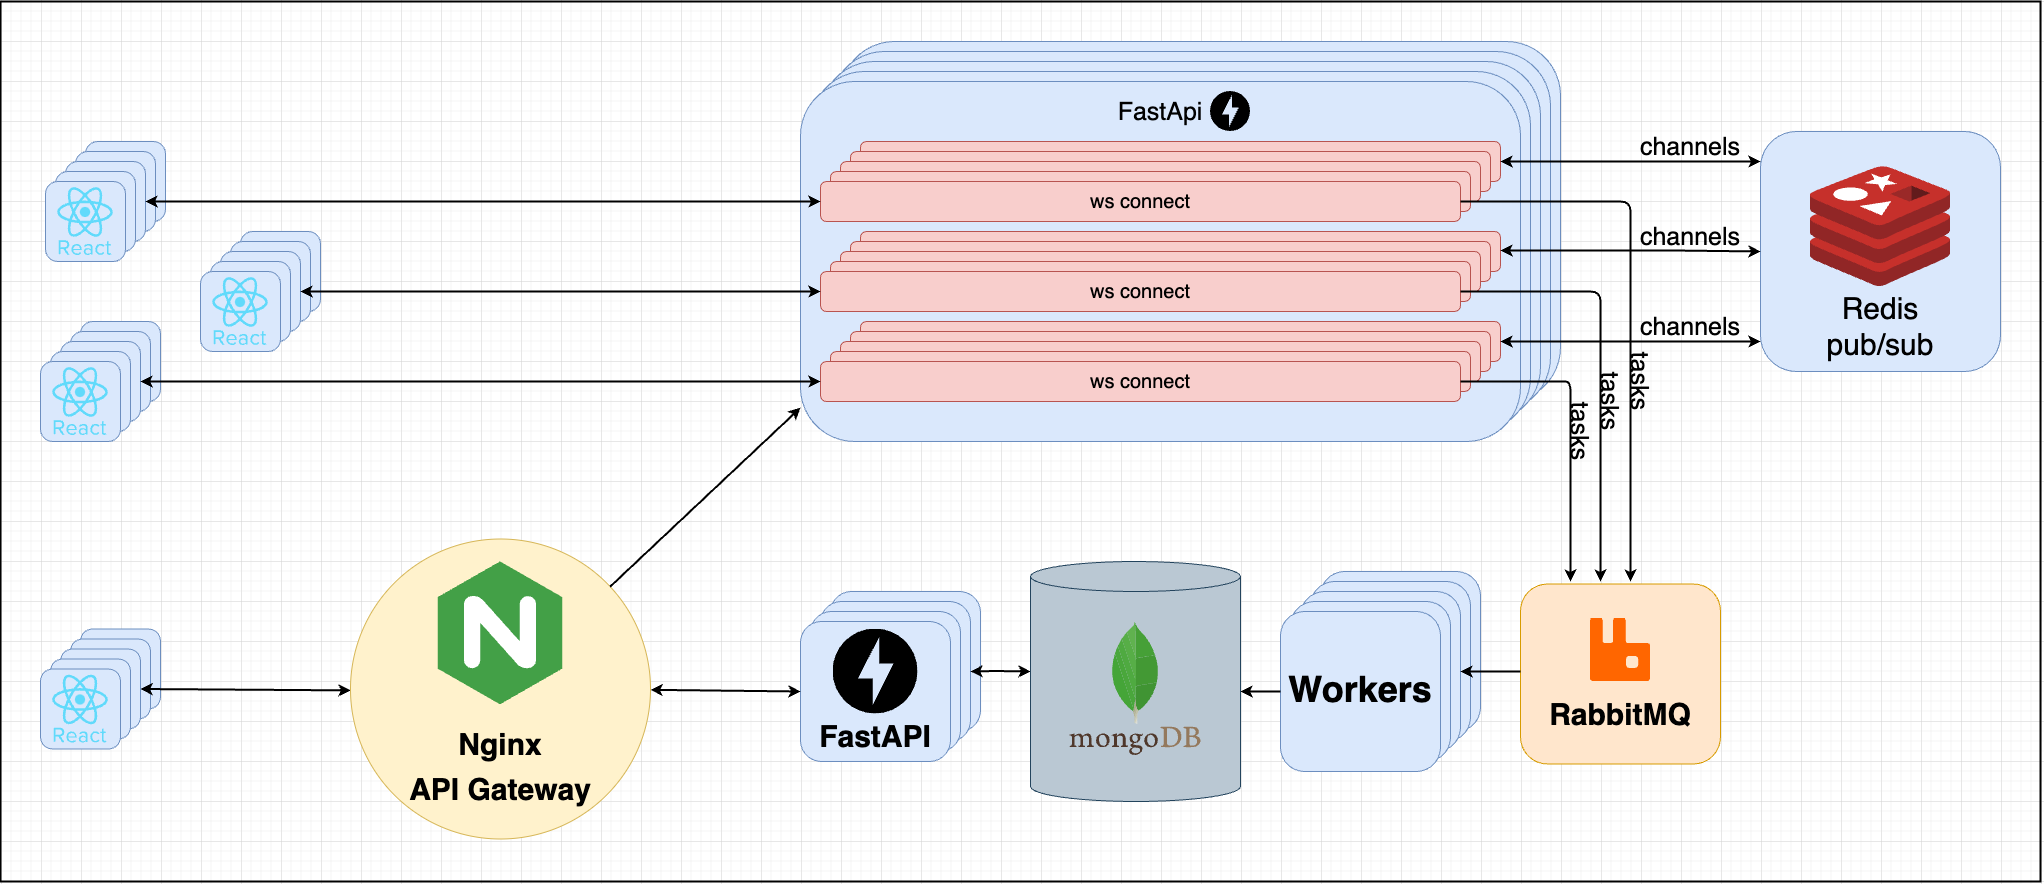 FastApi
channels
ws connect
React
channels
ws connect
React
Redis
channels
pub/sub
ws connect
tasks
tasks
tasks
React
React
Nginx
API Gateway
FastAPI
mongoDB
Workers
RabbitMQ